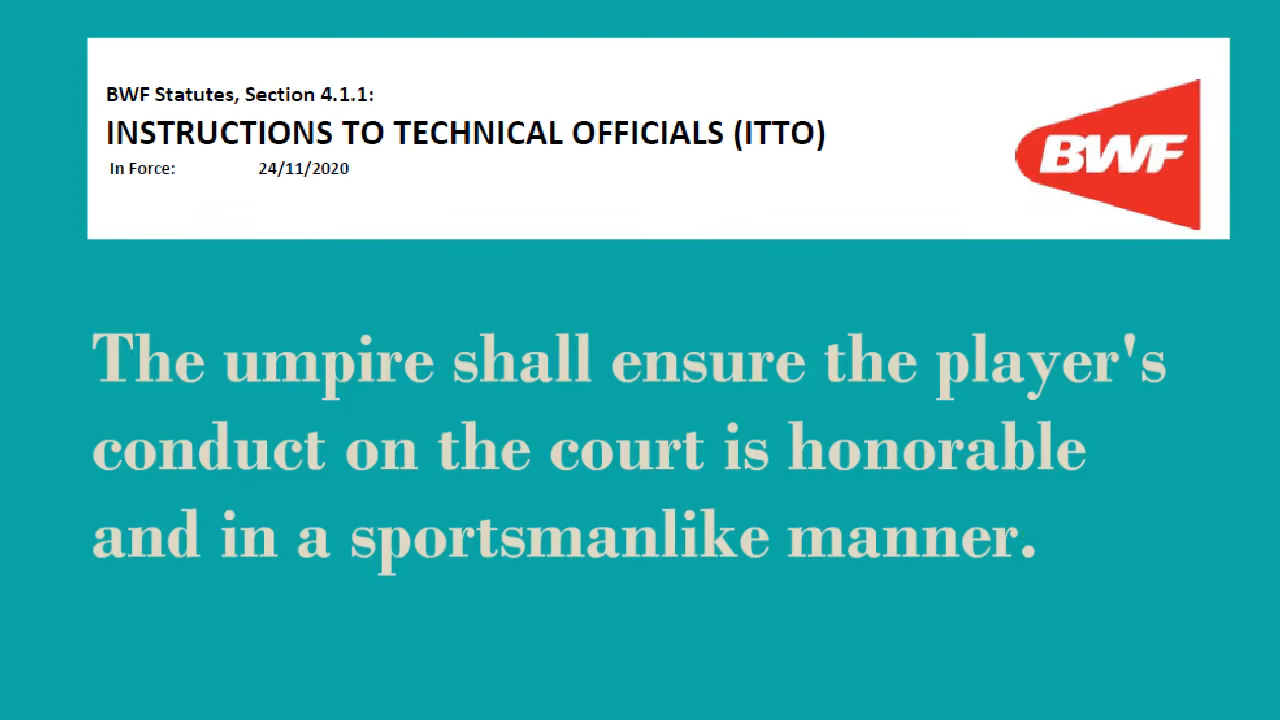 BWF Statutes, Section 4.1.1:
INSTRUCTIONS TO TECHNICAL OFFICIALS (ITTO)
In Force: 24/11/2020
BWF
The umpire shall ensure the player's
conduct on the court is honorable
and in a sportsmanlike manner.